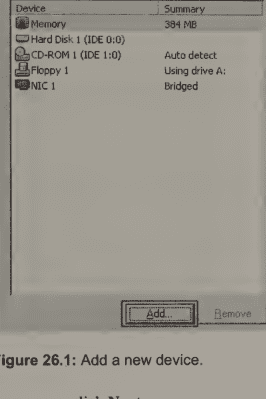 Device Summary
Memory 384 MB
Hard Disk 1 (IDE 0:0)
CD-ROM 1 (IDE 1:0) Auto detect
Floppy 1 Using drive A:
NIC 1 Bridged
Add... Remove
igure 26.1: Add a new device.